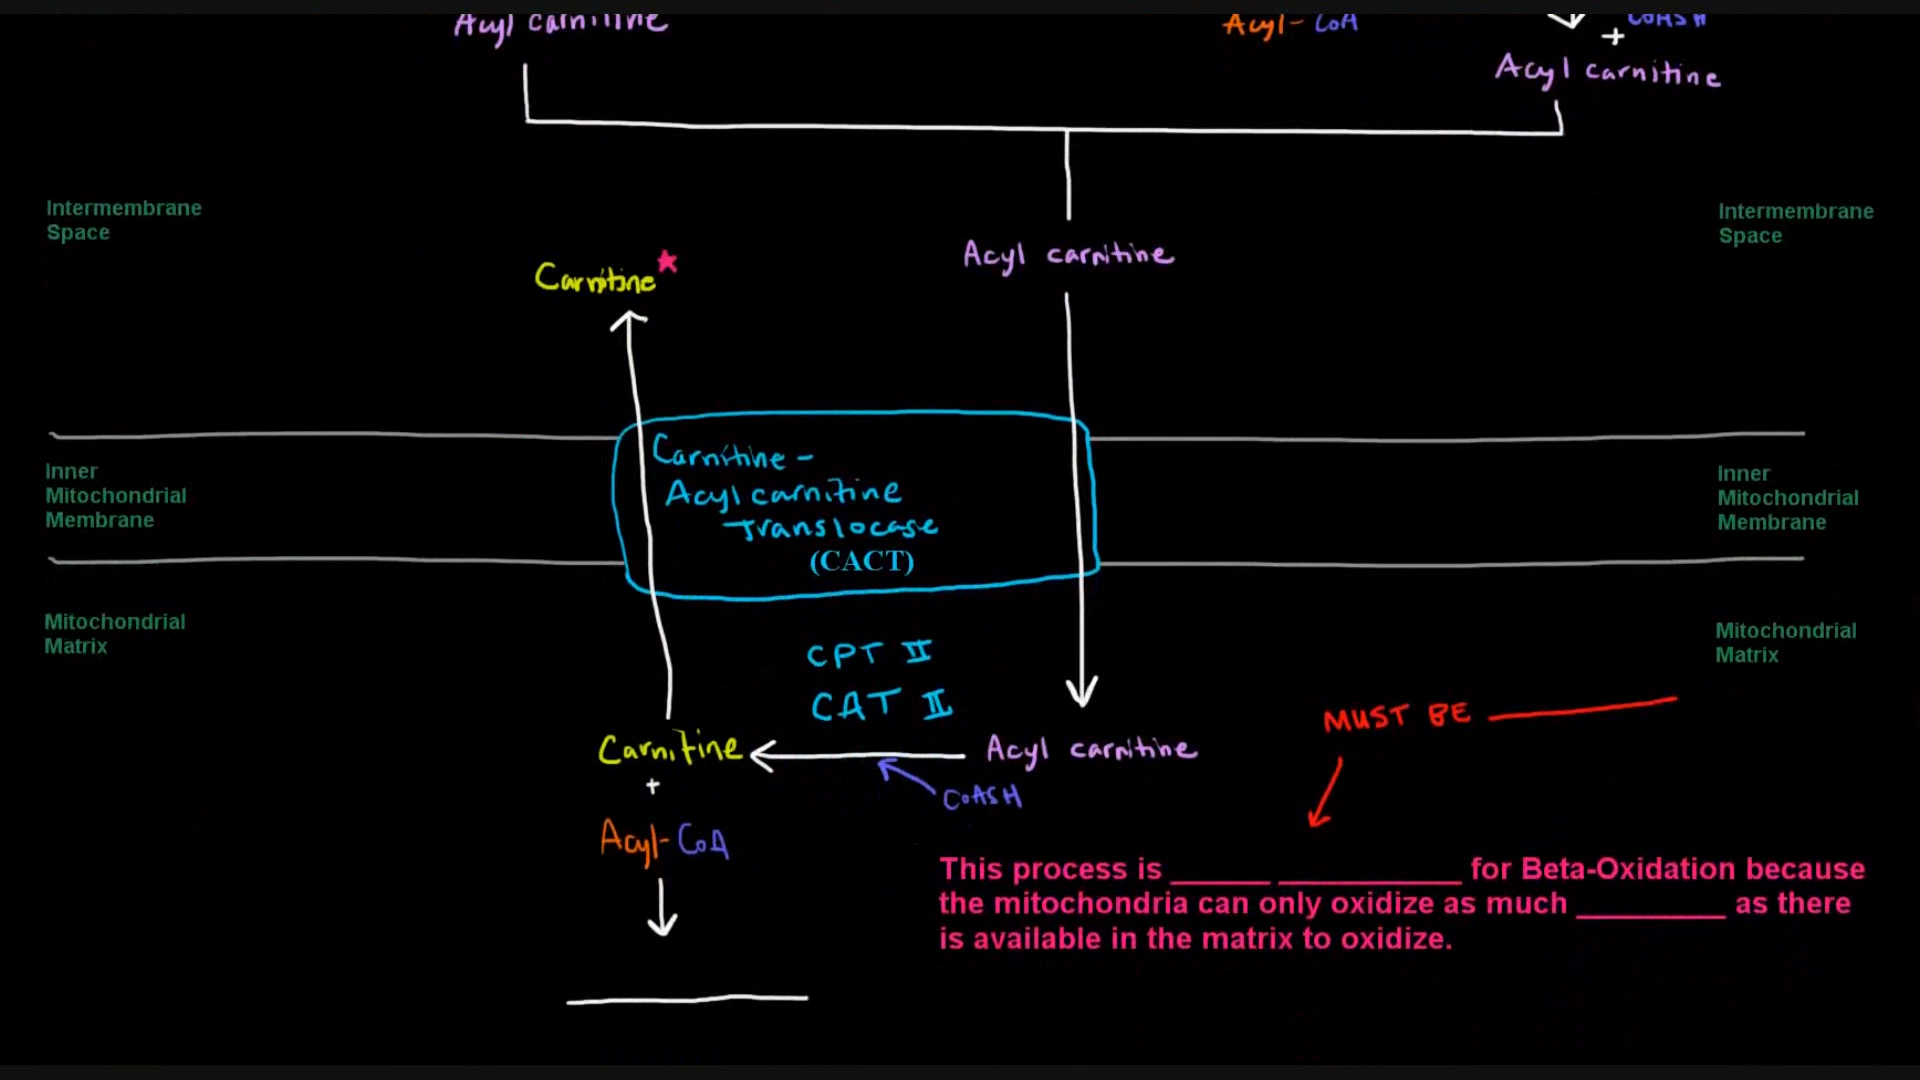 Acyl carnitine
Acyl-CoA
CoASH
+
Acyl carnitine
Intermembrane
Space
Intermembrane
Space
Carnitine*
Acyl carnitine
Inner
Mitochondrial
Membrane
Carnitine-
Acylcarnitine
Translocase
(CACT)
Inner
Mitochondrial
Membrane
Mitochondrial
Matrix
Mitochondrial
Matrix
CPT II
CAT II
MUST BE ________
Carnitine
Acyl carnitine
+
CoASH
Acyl-CoA
This process is ______ ___________ for Beta-Oxidation because
the mitochondria can only oxidize as much _________ as there
is available in the matrix to oxidize.